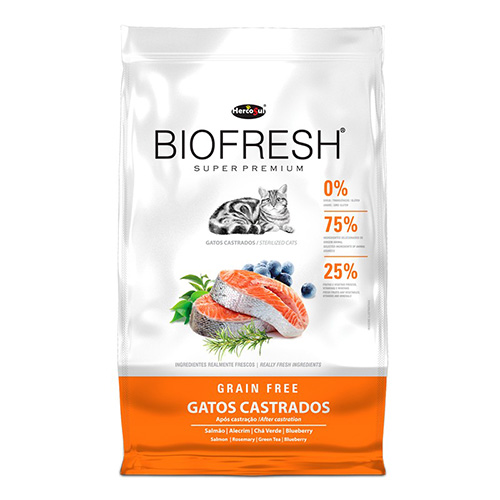 HercoSul
BIOFRESH®
SUPER PREMIUM
GATOS CASTRADOS / STERILIZED CATS
0%
75%
25%
INGREDIENTES REALMENTE FRESCOS | REALLY FRESH INGREDIENTS
GRAIN FREE
GATOS CASTRADOS
Após castração / After castration
Salmão | Alecrim | Chá Verde | Blueberry
Salmon | Rosemary | Green Tea | Blueberry